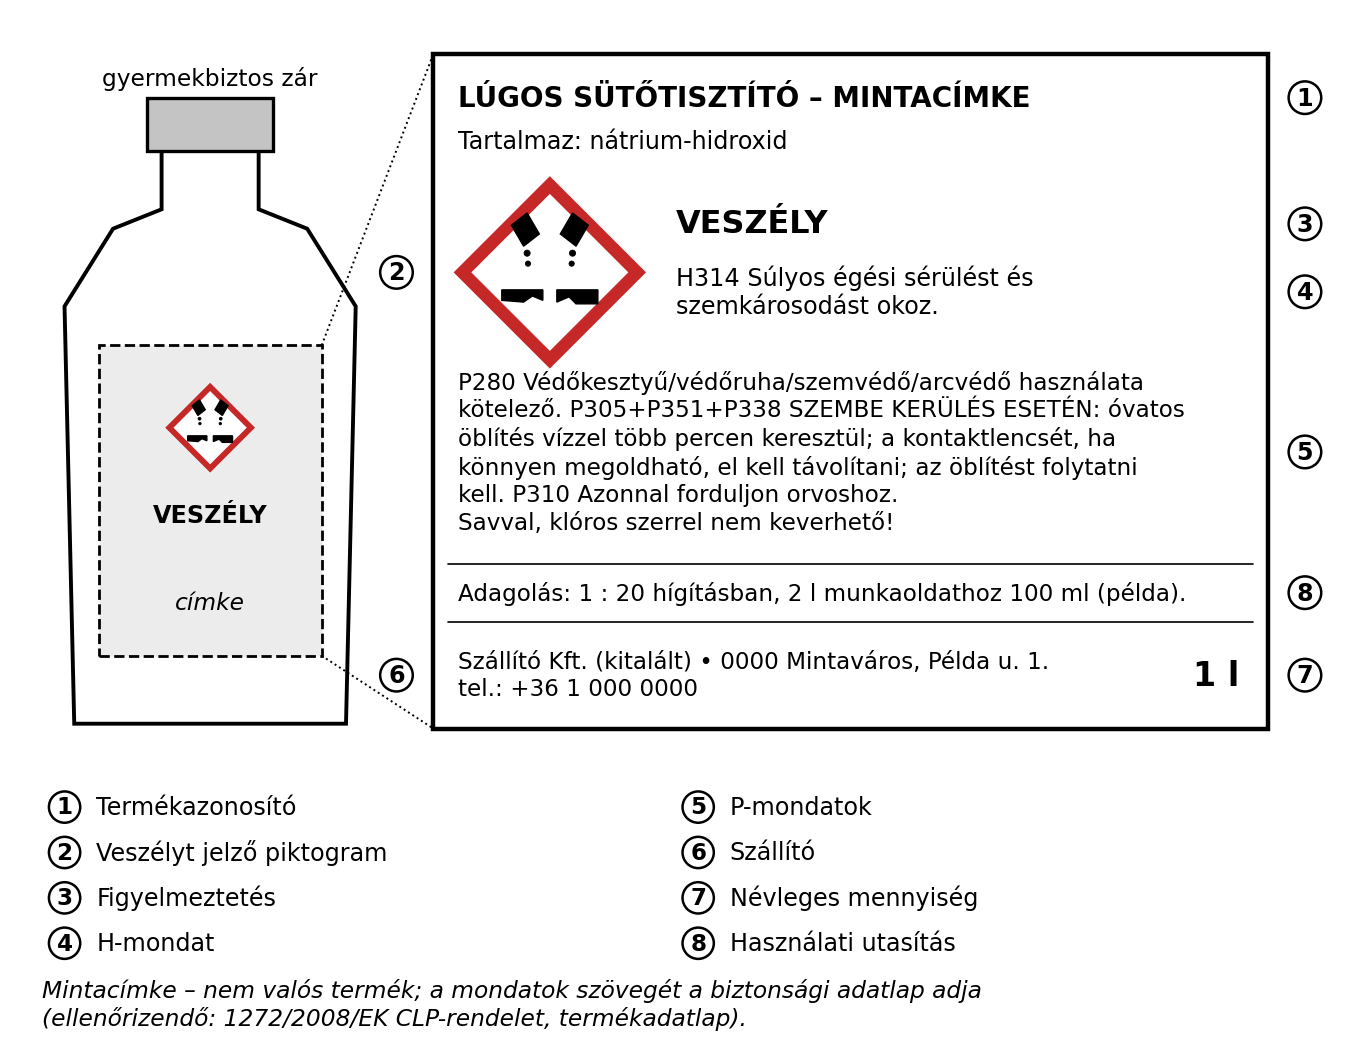 gyermekbiztos zár
VESZÉLY
címke
LÚGOS SÜTŐTISZTÍTÓ – MINTACÍMKE
1
Tartalmaz: nátrium-hidroxid
2
VESZÉLY
3
H314 Súlyos égési sérülést és
szemkárosodást okoz.
4
P280 Védőkesztyű/védőruha/szemvédő/arcvédő használata
kötelező. P305+P351+P338 SZEMBE KERÜLÉS ESETÉN: óvatos
öblítés vízzel több percen keresztül; a kontaktlencsét, ha
könnyen megoldható, el kell távolítani; az öblítést folytatni
kell. P310 Azonnal forduljon orvoshoz.
Savval, klóros szerrel nem keverhető!
5
Adagolás: 1 : 20 hígításban, 2 l munkaoldathoz 100 ml (példa).
8
6
Szállító Kft. (kitalált) • 0000 Mintaváros, Példa u. 1.
tel.: +36 1 000 0000
1 l
7
1 Termékazonosító
2 Veszélyt jelző piktogram
3 Figyelmeztetés
4 H-mondat
5 P-mondatok
6 Szállító
7 Névleges mennyiség
8 Használati utasítás
Mintacímke – nem valós termék; a mondatok szövegét a biztonsági adatlap adja
(ellenőrizendő: 1272/2008/EK CLP-rendelet, termékadatlap).